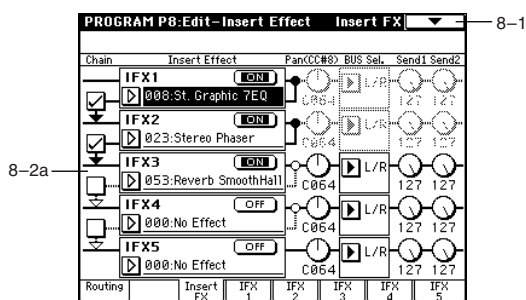 PROGRAM P8:Edit-Insert Effect Insert FX
8-1
Chain Insert Effect Pan(CC#8) BUS Sel. Send1 Send2
IFX1 ON
008:St. Graphic 7EQ L/R
C064 127 127
IFX2 ON
023:Stereo Phaser L/R
C064 127 127
8-2a
IFX3 ON
053:Reverb SmoothHall L/R
C064 127 127
IFX4 OFF
000:No Effect L/R
C064 127 127
IFX5 OFF
000:No Effect L/R
C064 127 127
Routing Insert FX IFX 1 IFX 2 IFX 3 IFX 4 IFX 5